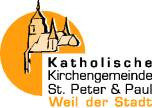 Katholische
Kirchengemeinde
St. Peter & Paul
Weil der Stadt